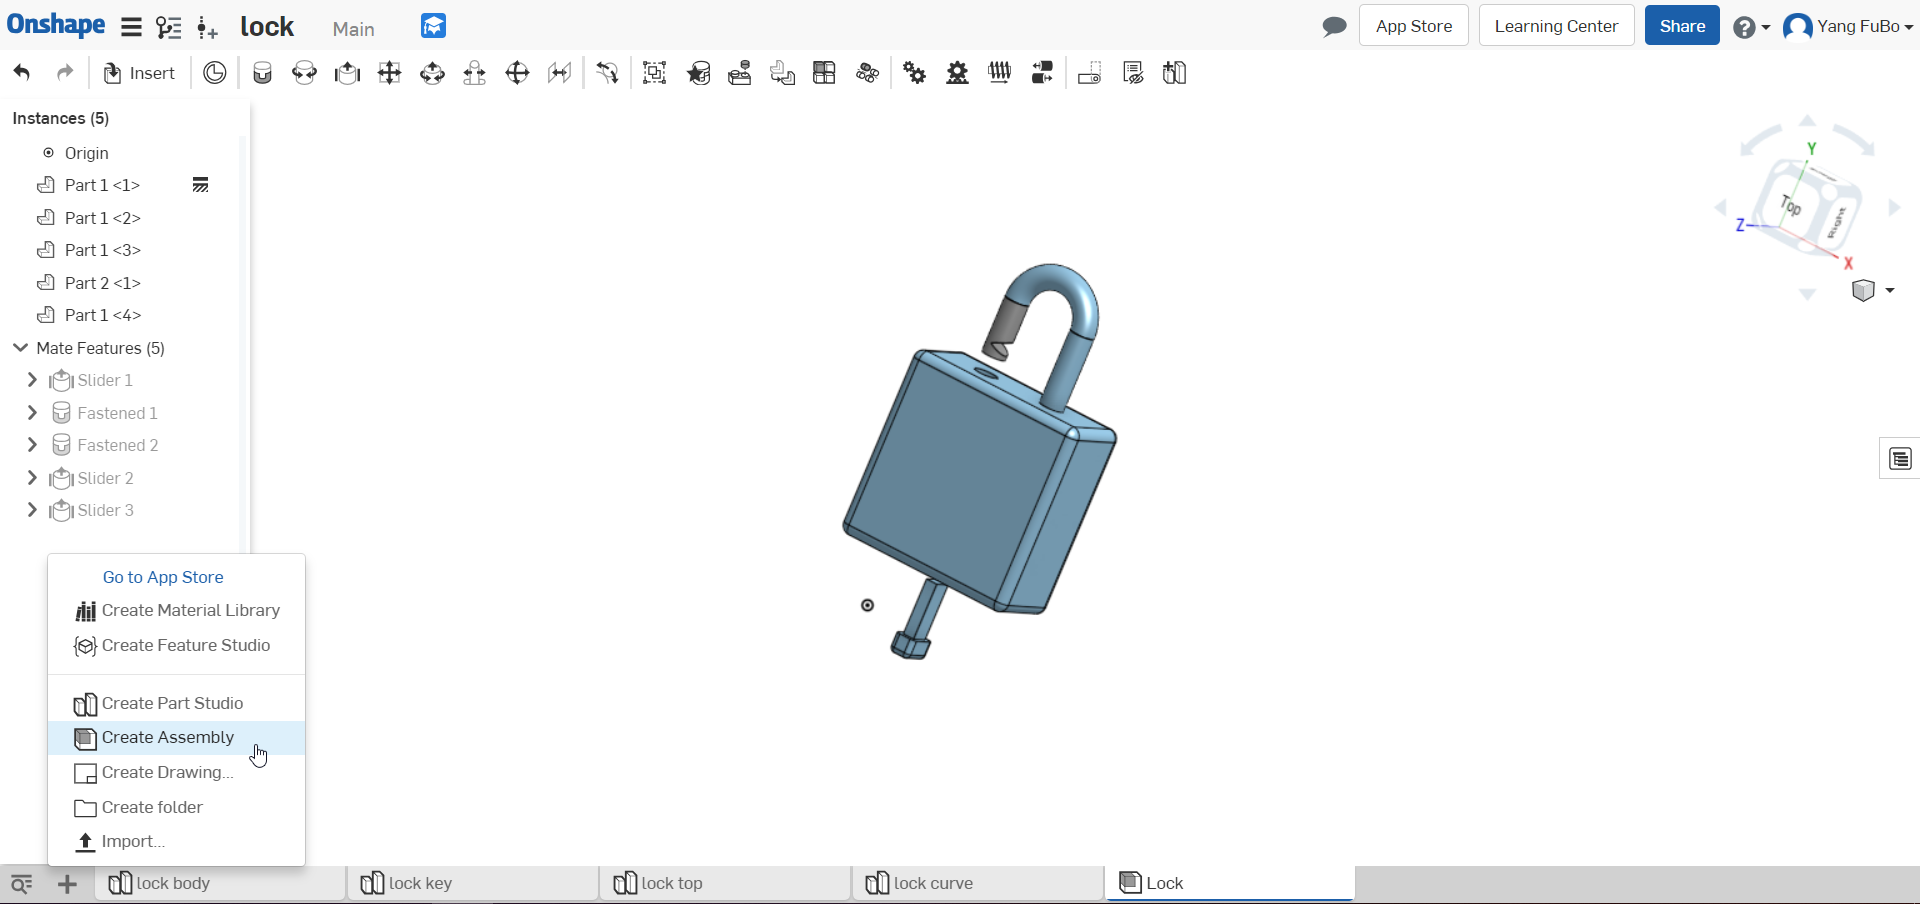 Onshape
lock
Main
App Store
Learning Center
Share
Yang FuBo
Insert
Instances (5)
Origin
Part 1 <1>
Part 1 <2>
Part 1 <3>
Part 2 <1>
Part 1 <4>
Mate Features (5)
Slider 1
Fastened 1
Fastened 2
Slider 2
Slider 3
Go to App Store
Create Material Library
Create Feature Studio
Create Part Studio
Create Assembly
Create Drawing...
Create folder
Import...
Y
Top
Right
Z
X
lock body
lock key
lock top
lock curve
Lock